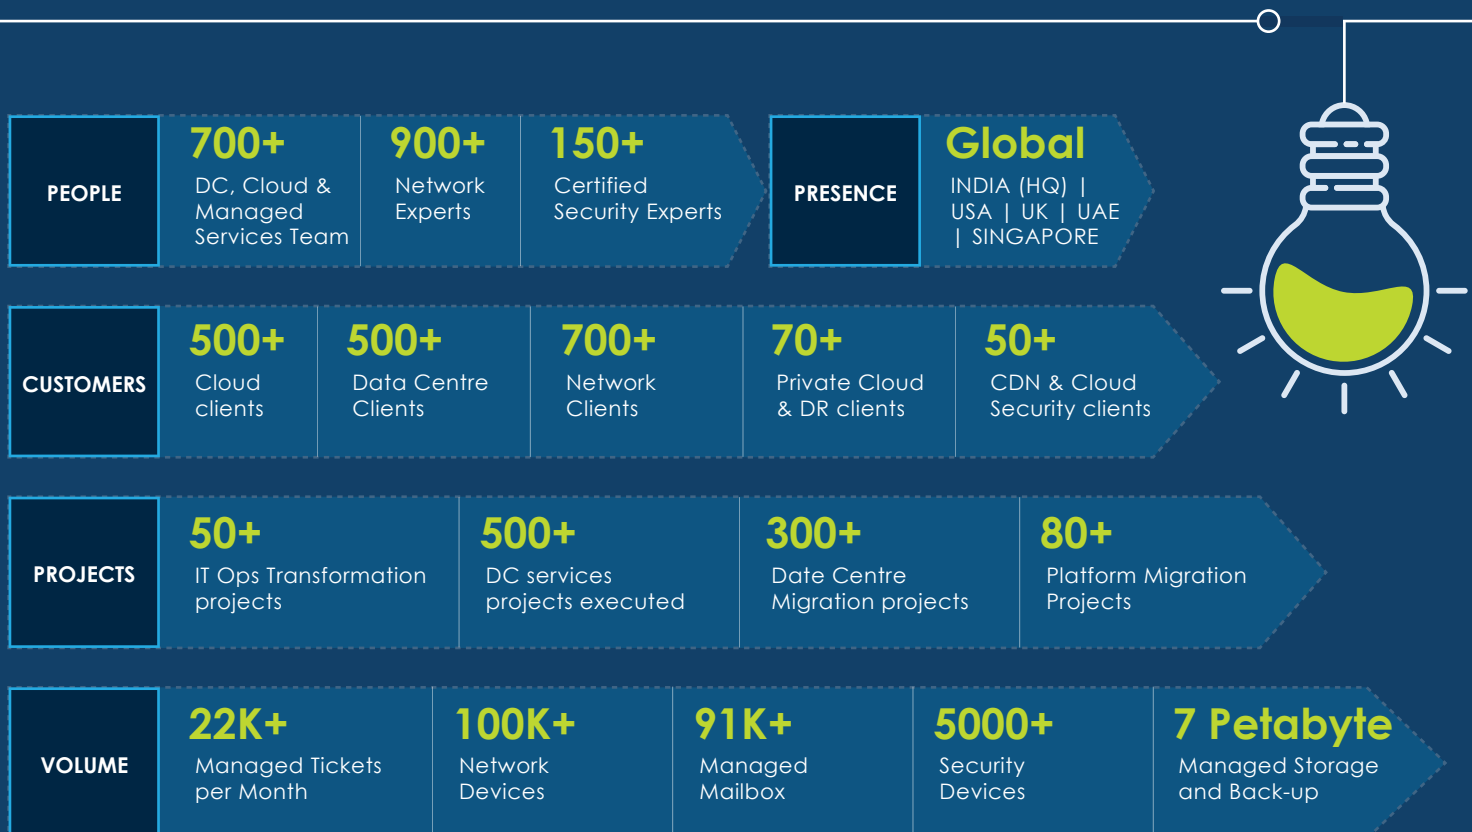 PEOPLE
700+
DC, Cloud &
Managed
Services Team
900+
Network
Experts
150+
Certified
Security Experts
PRESENCE
Global
INDIA (HQ) |
USA | UK | UAE
| SINGAPORE
CUSTOMERS
500+
Cloud
clients
500+
Data Centre
Clients
700+
Network
Clients
70+
Private Cloud
& DR clients
50+
CDN & Cloud
Security clients
PROJECTS
50+
IT Ops Transformation
projects
500+
DC services
projects executed
300+
Date Centre
Migration projects
80+
Platform Migration
Projects
VOLUME
22K+
Managed Tickets
per Month
100K+
Network
Devices
91K+
Managed
Mailbox
5000+
Security
Devices
7 Petabyte
Managed Storage
and Back-up